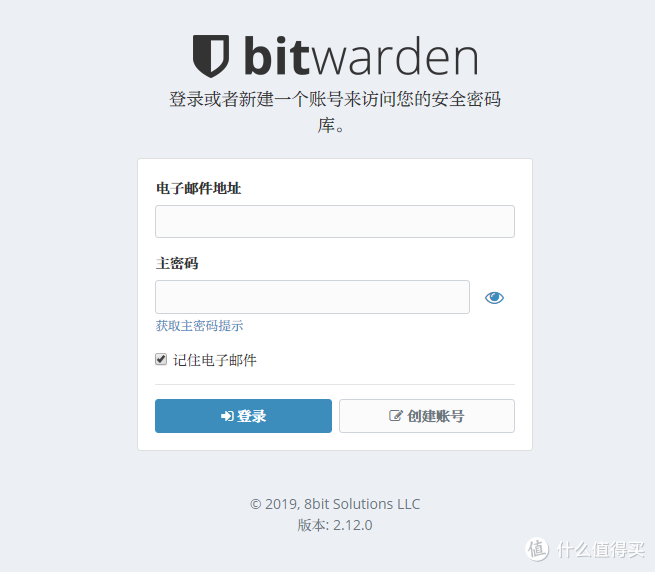 bitwarden
登录或者新建一个账号来访问您的安全密码
库。
电子邮件地址
主密码
获取主密码提示
记住电子邮件
登录
创建账号
© 2019, 8bit Solutions LLC
版本: 2.12.0
值 什么值得买